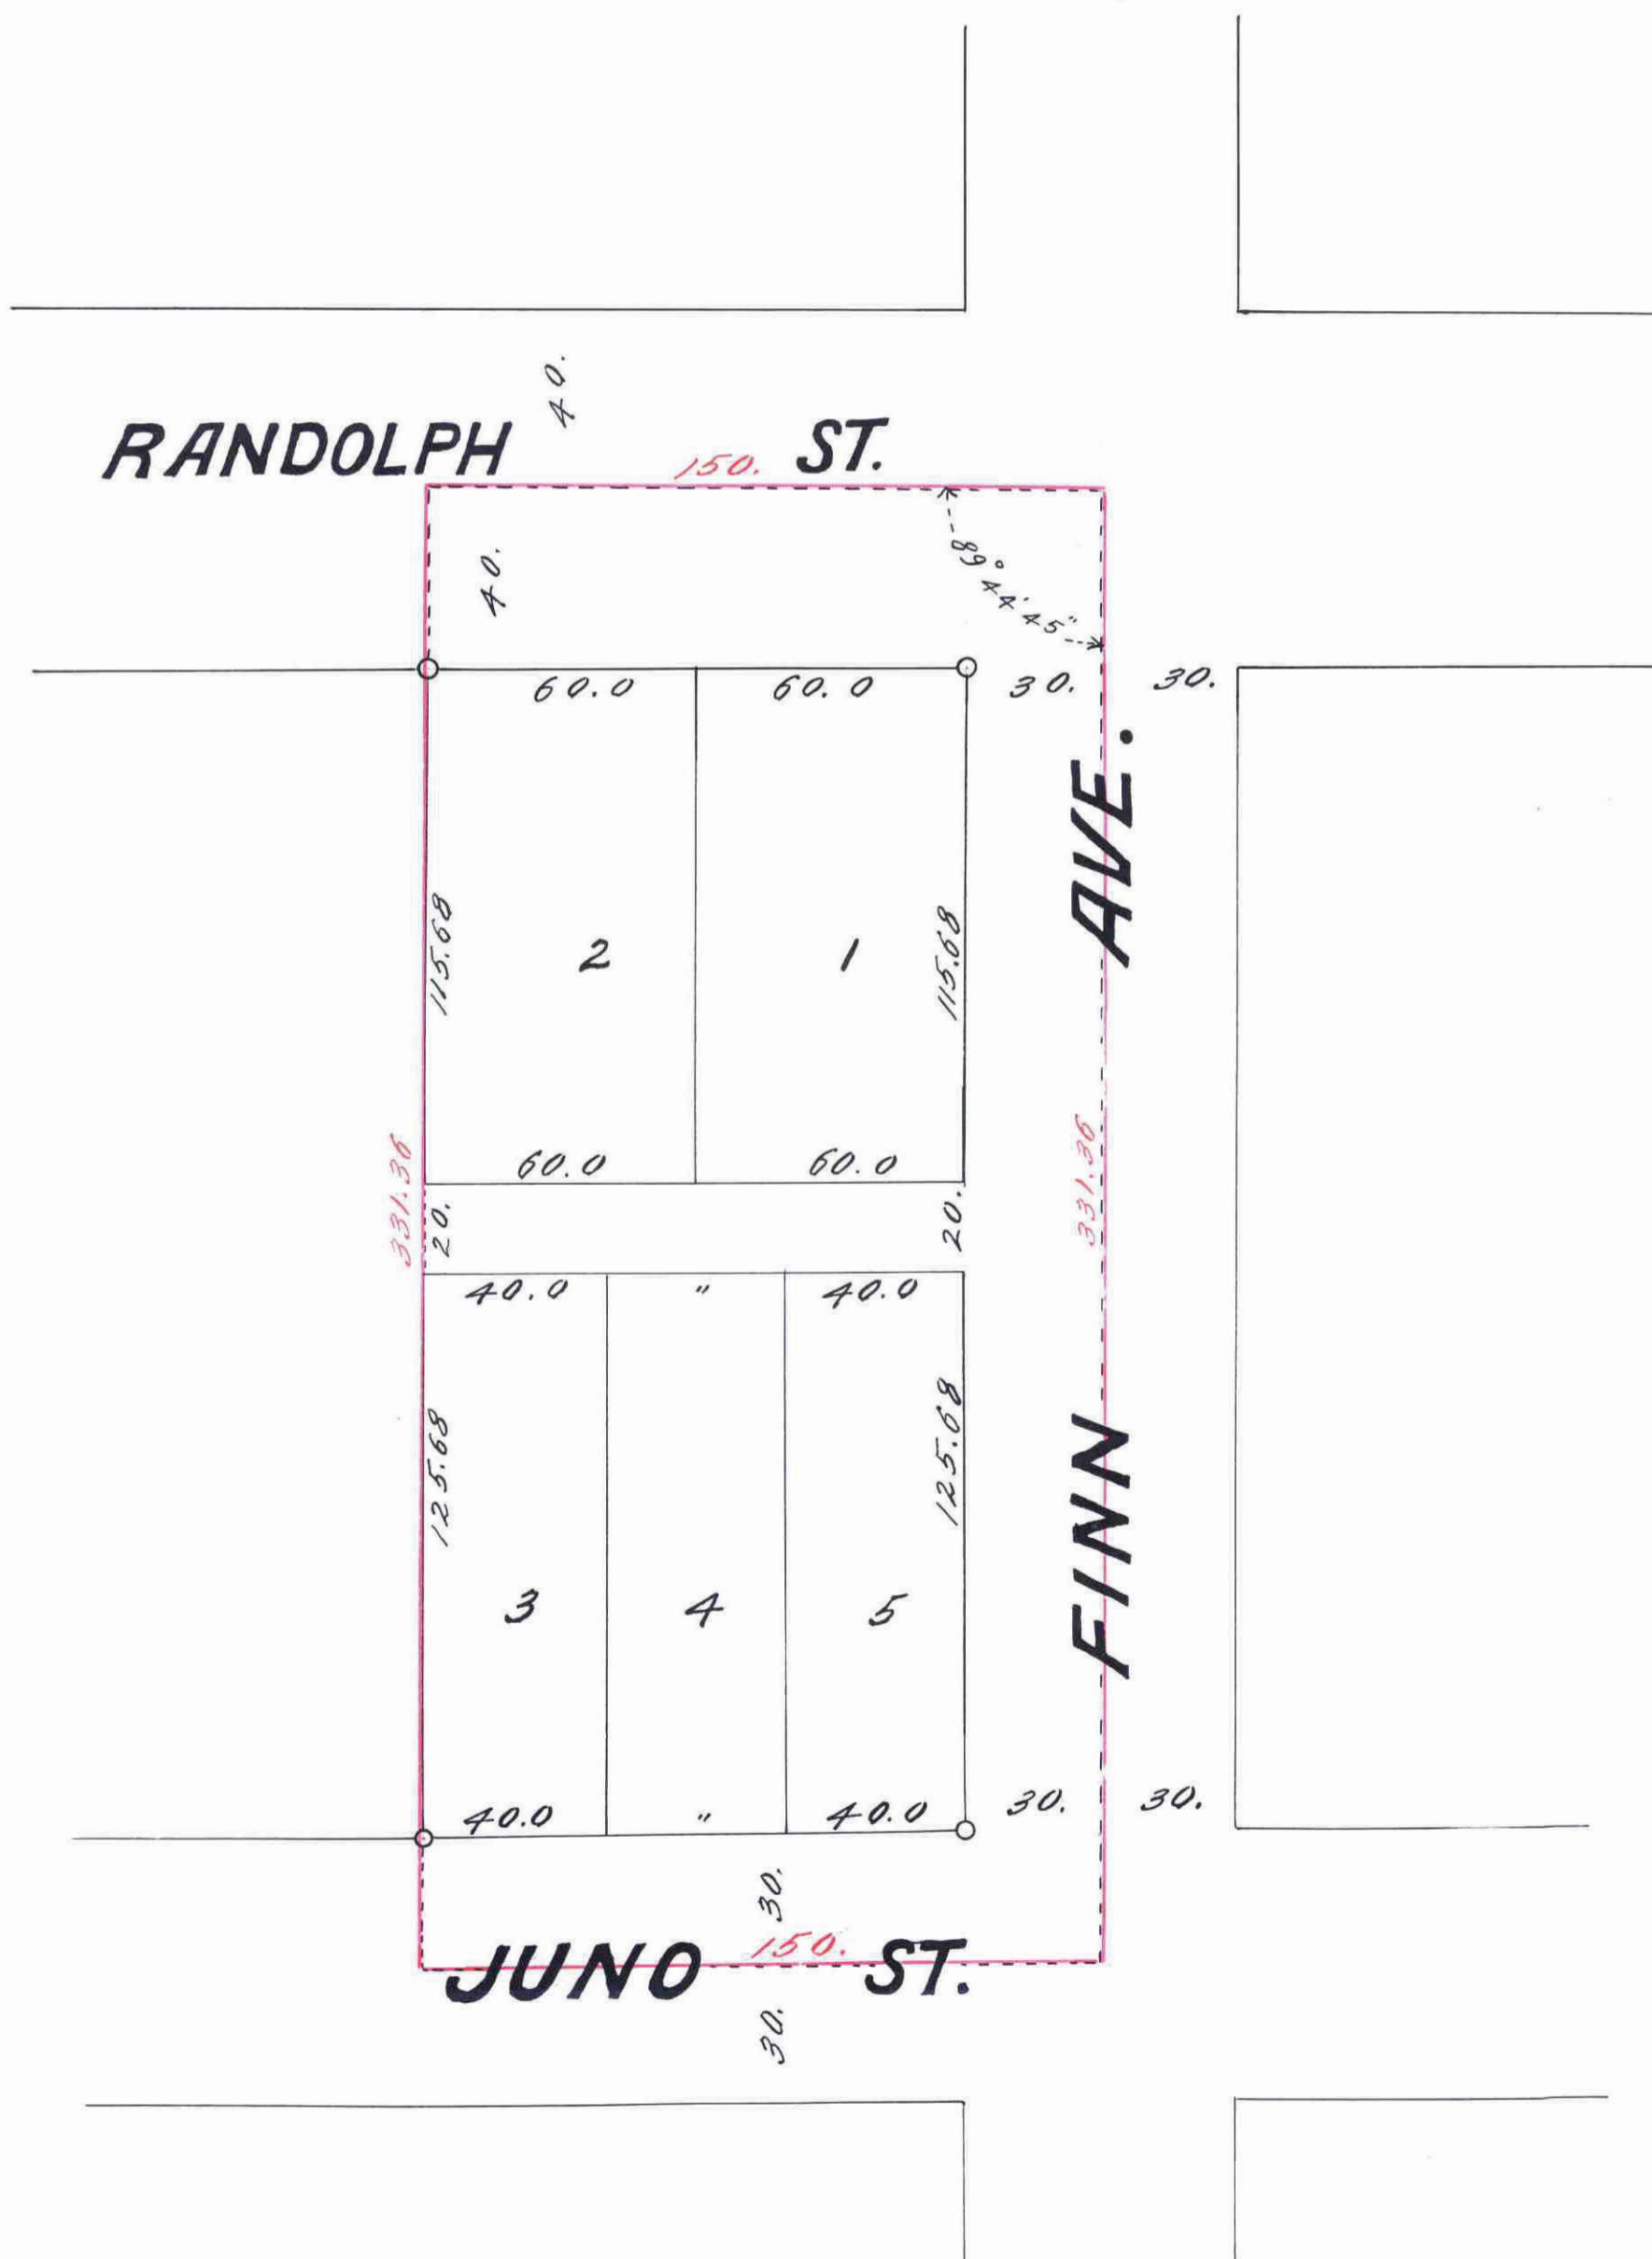 40.
RANDOLPH ST.
150.
40.
89° 44' 45"
60.0 60.0 30. 30.
AVE.
115.68 2 1 115.68
331.36 331.36
60.0 60.0
20. 20.
40.0 " 40.0
125.68 125.68
FINN
3 4 5
40.0 " 40.0 30. 30.
30.
150.
JUNO ST.
30.